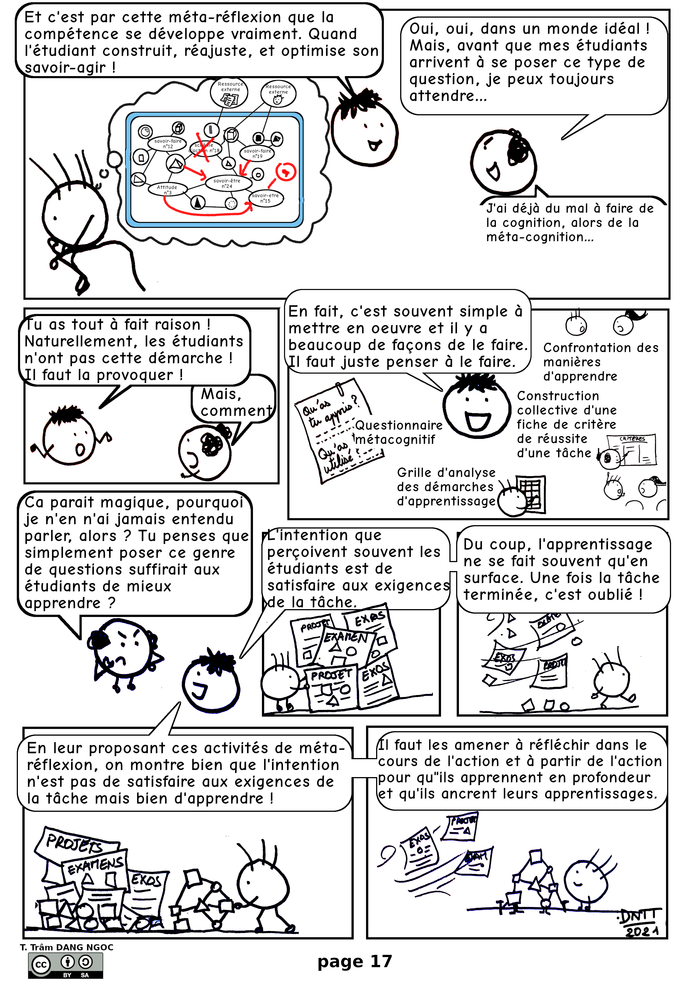 Et c'est par cette méta-réflexion que la
compétence se développe vraiment. Quand
l'étudiant construit, réajuste, et optimise son
savoir-agir !
Oui, oui, dans un monde idéal !
Mais, avant que mes étudiants
arrivent à se poser ce type de
question, je peux toujours
attendre...
J'ai déjà du mal à faire de
la cognition, alors de la
méta-cognition...
Ressource
externe
Ressource
externe
savoir-faire
n°12
savoir-faire
n°19
Attitude
n°3
savoir-être
n°24
savoir-etre
n°15
Tu as tout à fait raison !
Naturellement, les étudiants
n'ont pas cette démarche !
Il faut la provoquer !
Mais,
comment
En fait, c'est souvent simple à
mettre en oeuvre et il y a
beaucoup de façons de le faire.
Il faut juste penser à le faire.
Confrontation des
manières
d'apprendre
Qu'as
tu appris ?
Qu'as
utilisé
Questionnaire
métacognitif
Construction
collective d'une
fiche de critère
de réussite
d'une tâche
CRITÈRES
Grille d'analyse
des démarches
d'apprentissage
Ca parait magique, pourquoi
je n'en n'ai jamais entendu
parler, alors ? Tu penses que
simplement poser ce genre
de questions suffirait aux
étudiants de mieux
apprendre ?
L'intention que
perçoivent souvent les
étudiants est de
satisfaire aux exigences
de la tâche.
PROJET
EXOS
EXAMEN
PROJET
EXOS
Du coup, l'apprentissage
ne se fait souvent qu'en
surface. Une fois la tâche
terminée, c'est oublié !
EXOS
PROJET
En leur proposant ces activités de méta-
réflexion, on montre bien que l'intention
n'est pas de satisfaire aux exigences de
la tâche mais bien d'apprendre !
PROJETS
EXAMENS
EXOS
Il faut les amener à réfléchir dans le
cours de l'action et à partir de l'action
pour qu"ils apprennent en profondeur
et qu'ils ancrent leurs apprentissages.
EXOS
PROJET
EXAM
DNTT
2021
T. Trâm DANG NGOC
cc
BY SA
page 17